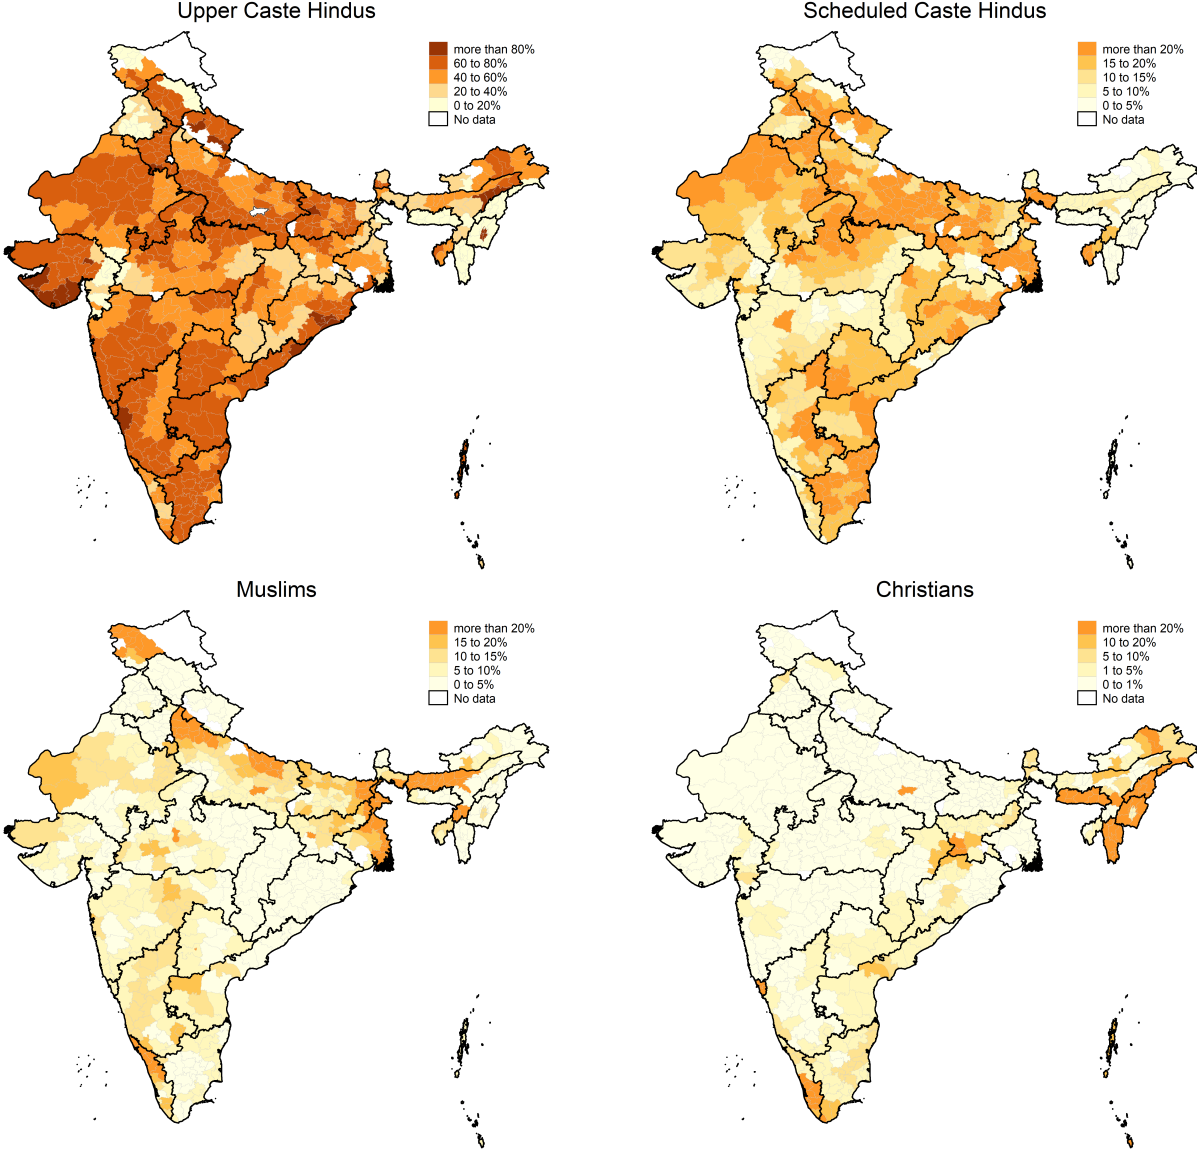 Upper Caste Hindus
more than 80%
60 to 80%
40 to 60%
20 to 40%
0 to 20%
No data
Scheduled Caste Hindus
more than 20%
15 to 20%
10 to 15%
5 to 10%
0 to 5%
No data
Muslims
more than 20%
15 to 20%
10 to 15%
5 to 10%
0 to 5%
No data
Christians
more than 20%
10 to 20%
5 to 10%
1 to 5%
0 to 1%
No data